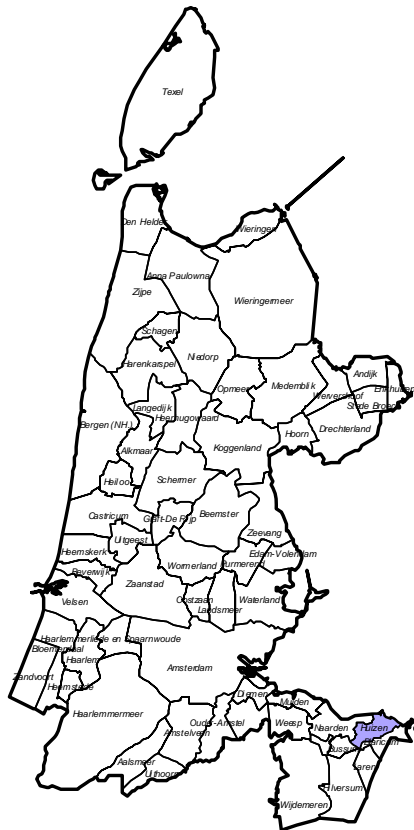 Texel
Den Helder
Wieringen
Anna Paulowna
Zijpe
Wieringermeer
Schagen
Niedorp
Harenkarspel
Andijk
Opmeer
Medemblik
Enkhuizen
Wervershoof
Stede Broec
Langedijk
Heerhugowaard
Bergen (NH.)
Drechterland
Hoorn
Koggenland
Alkmaar
Heiloo
Schermer
Castricum
Graft-De Rijp
Beemster
Uitgeest
Zeevang
Heemskerk
Edam-Volendam
Wormerland
Purmerend
Beverwijk
Zaanstad
Velsen
Oostzaan
Waterland
Landsmeer
Haarlemmerliede en Spaarnwoude
Bloemendaal
Haarlem
Amsterdam
Zandvoort
Heemstede
Diemen
Muiden
Haarlemmermeer
Ouder-Amstel
Weesp
Naarden
Huizen
Amstelveen
Blaricum
Bussum
Aalsmeer
Laren
Uithoorn
Hilversum
Wijdemeren